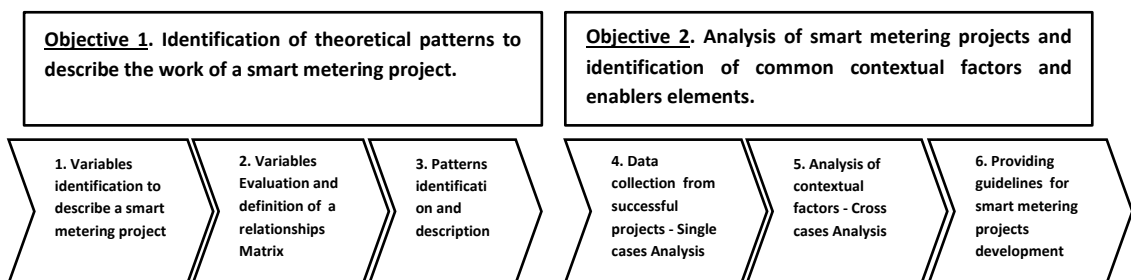 Objective 1. Identification of theoretical patterns to
describe the work of a smart metering project.
Objective 2. Analysis of smart metering projects and
identification of common contextual factors and
enablers elements.
1. Variables
identification to
describe a smart
metering project
2. Variables
Evaluation and
definition of a
relationships
Matrix
3. Patterns
identificati
on and
description
4. Data
collection from
successful
projects - Single
cases Analysis
5. Analysis of
contextual
factors - Cross
cases Analysis
6. Providing
guidelines for
smart metering
projects
development